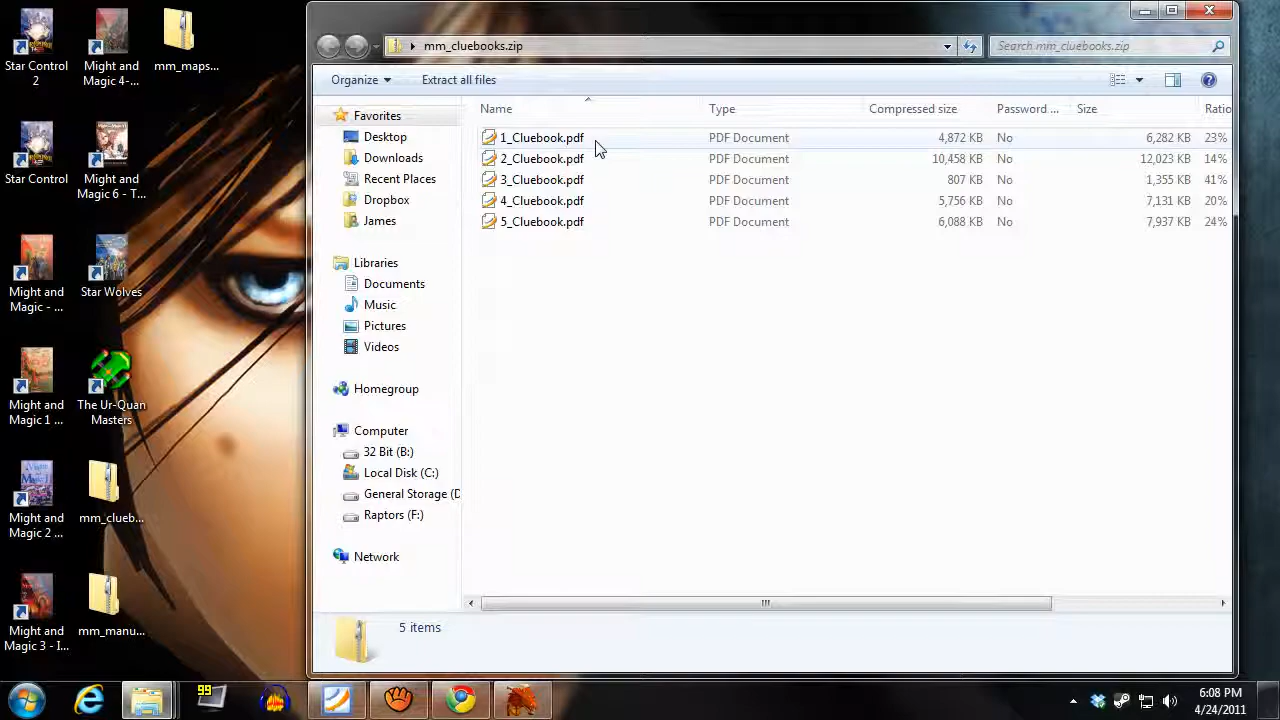 Star Control
2
Might and
Magic 4-...
mm_maps...
Star Control
Might and
Magic 6 - T...
Might and
Magic - ...
Star Wolves
Might and
Magic 1 ...
The Ur-Quan
Masters
Might and
Magic 2 ...
mm_clueb...
Might and
Magic 3 - I...
mm_manu...
mm_cluebooks.zip
Search mm_cluebooks.zip
Organize
Extract all files
Favorites
Desktop
Downloads
Recent Places
Dropbox
James
Libraries
Documents
Music
Pictures
Videos
Homegroup
Computer
32 Bit (B:)
Local Disk (C:)
General Storage (D
Raptors (F:)
Network
Name Type Compressed size Password ... Size Ratio
1_Cluebook.pdf PDF Document 4,872 KB No 6,282 KB 23%
2_Cluebook.pdf PDF Document 10,458 KB No 12,023 KB 14%
3_Cluebook.pdf PDF Document 807 KB No 1,355 KB 41%
4_Cluebook.pdf PDF Document 5,756 KB No 7,131 KB 20%
5_Cluebook.pdf PDF Document 6,088 KB No 7,937 KB 24%
5 items
99
6:08 PM
4/24/2011